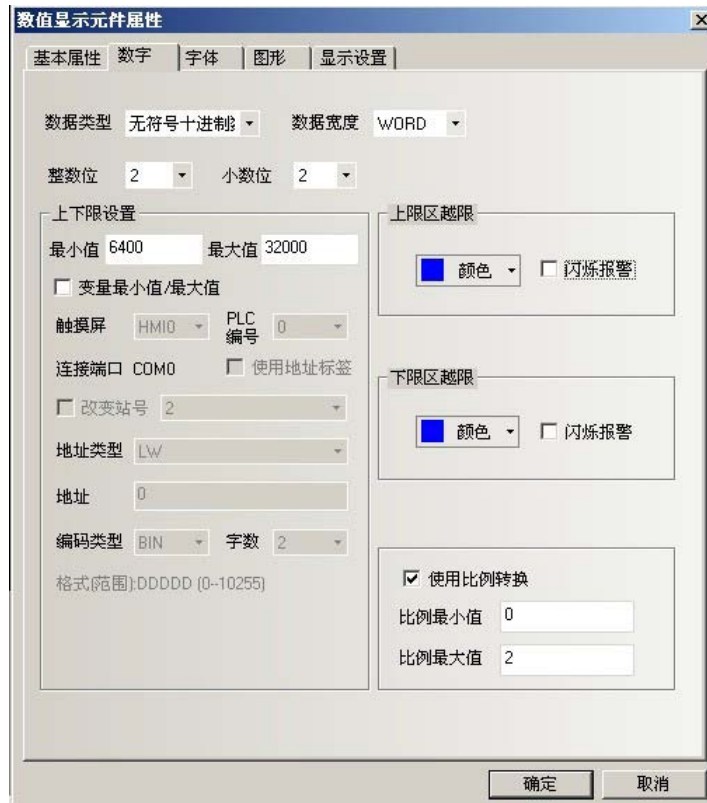 数值显示元件属性
基本属性 数字 字体 图形 显示设置
数据类型 无符号十进制 数据宽度 WORD
整数位 2 小数位 2
上下限设置
最小值 6400 最大值 32000
变量最小值/最大值
触摸屏 HMI0 PLC编号 0
连接端口 COM0 使用地址标签
改变站号 2
地址类型 LW
地址 0
编码类型 BIN 字数 2
格式(范围):DDDDD (0--10255)
上限区越限
颜色 闪烁报警
下限区越限
颜色 闪烁报警
使用比例转换
比例最小值 0
比例最大值 2
确定 取消